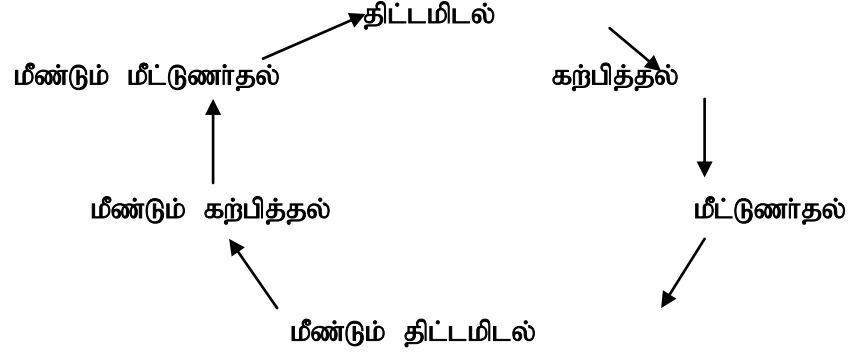 திட்டமிடல்
மீண்டும் மீட்டுணர்தல்
கற்பித்தல்
மீண்டும் கற்பித்தல்
மீட்டுணர்தல்
மீண்டும் திட்டமிடல்